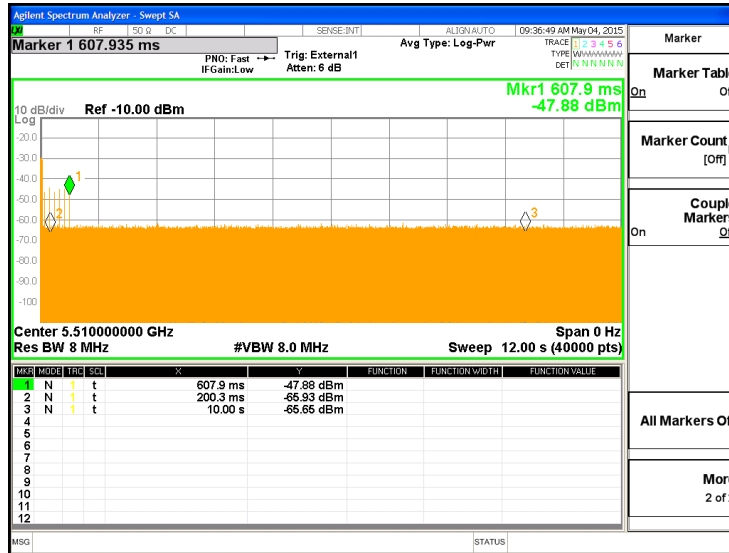 Agilent Spectrum Analyzer - Swept SA
LXI RF 50 Ω DC SENSE:INT ALIGN AUTO 09:36:49 AM May 04, 2015
Marker 1 607.935 ms
PNO: Fast
IFGain:Low
Trig: External1
Atten: 6 dB
Avg Type: Log-Pwr
TRACE 1 2 3 4 5 6
TYPE
DET N N N N N N
Mkr1 607.9 ms
-47.88 dBm
10 dB/div Ref -10.00 dBm
Log
-20.0
-30.0
-40.0
-50.0
-60.0
-70.0
-80.0
-90.0
-100
1
2
3
Center 5.510000000 GHz Span 0 Hz
Res BW 8 MHz #VBW 8.0 MHz Sweep 12.00 s (40000 pts)
MKR MODE TRC SCL X Y FUNCTION FUNCTION WIDTH FUNCTION VALUE
1 N 1 t 607.9 ms -47.88 dBm
2 N 1 t 200.3 ms -65.93 dBm
3 N 1 t 10.00 s -65.65 dBm
4
5
6
7
8
9
10
11
12
MSG STATUS
Marker
Marker Table
On Of
Marker Count
[Off]
Couple
Markers
On Of
All Markers Of
More
2 of